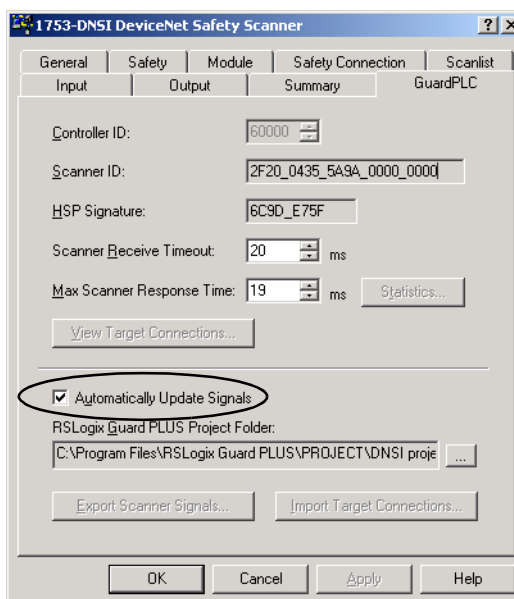 1753-DNSI DeviceNet Safety Scanner
General Safety Module Safety Connection Scanlist
Input Output Summary GuardPLC
Controller ID: 60000
Scanner ID: 2F20_0435_5A9A_0000_0000
HSP Signature: 6C9D_E75F
Scanner Receive Timeout: 20 ms
Max Scanner Response Time: 19 ms Statistics...
View Target Connections...
Automatically Update Signals
RSLogix Guard PLUS Project Folder:
C:\Program Files\RSLogix Guard PLUS\PROJECT\DNSI proje ...
Export Scanner Signals... Import Target Connections...
OK Cancel Apply Help